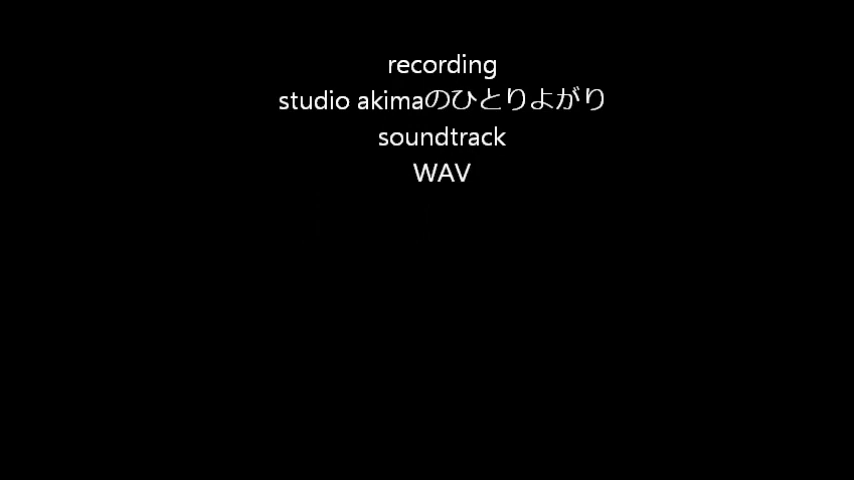 recording
studio akimaのひとりよがり
soundtrack
WAV